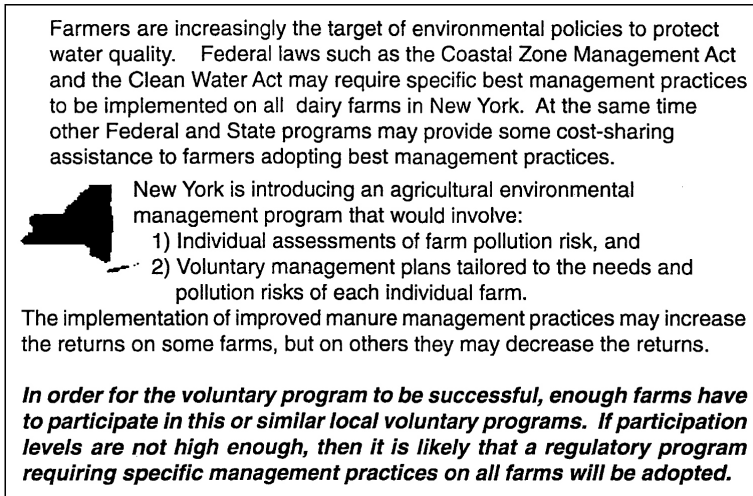 Farmers are increasingly the target of environmental policies to protect
water quality. Federal laws such as the Coastal Zone Management Act
and the Clean Water Act may require specific best management practices
to be implemented on all dairy farms in New York. At the same time
other Federal and State programs may provide some cost-sharing
assistance to farmers adopting best management practices.
New York is introducing an agricultural environmental
management program that would involve:
1) Individual assessments of farm pollution risk, and
2) Voluntary management plans tailored to the needs and
pollution risks of each individual farm.
The implementation of improved manure management practices may increase
the returns on some farms, but on others they may decrease the returns.
In order for the voluntary program to be successful, enough farms have
to participate in this or similar local voluntary programs. If participation
levels are not high enough, then it is likely that a regulatory program
requiring specific management practices on all farms will be adopted.